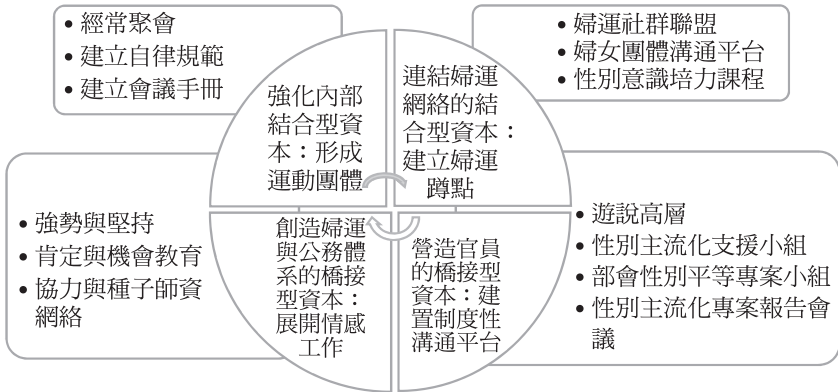 • 經常聚會
• 建立自律規範
• 建立會議手冊
強化內部
結合型資
本：形成
運動團體
連結婦運
網絡的結
合型資本：
建立婦運
蹲點
• 婦運社群聯盟
• 婦女團體溝通平台
• 性別意識培力課程
• 強勢與堅持
• 肯定與機會教育
• 協力與種子師資
網絡
創造婦運
與公務體
系的橋接
型資本：
展開情感
工作
營造官員
的橋接型
資本：建
置制度性
溝通平台
• 遊說高層
• 性別主流化支援小組
• 部會性別平等專案小組
• 性別主流化專案報告會
議